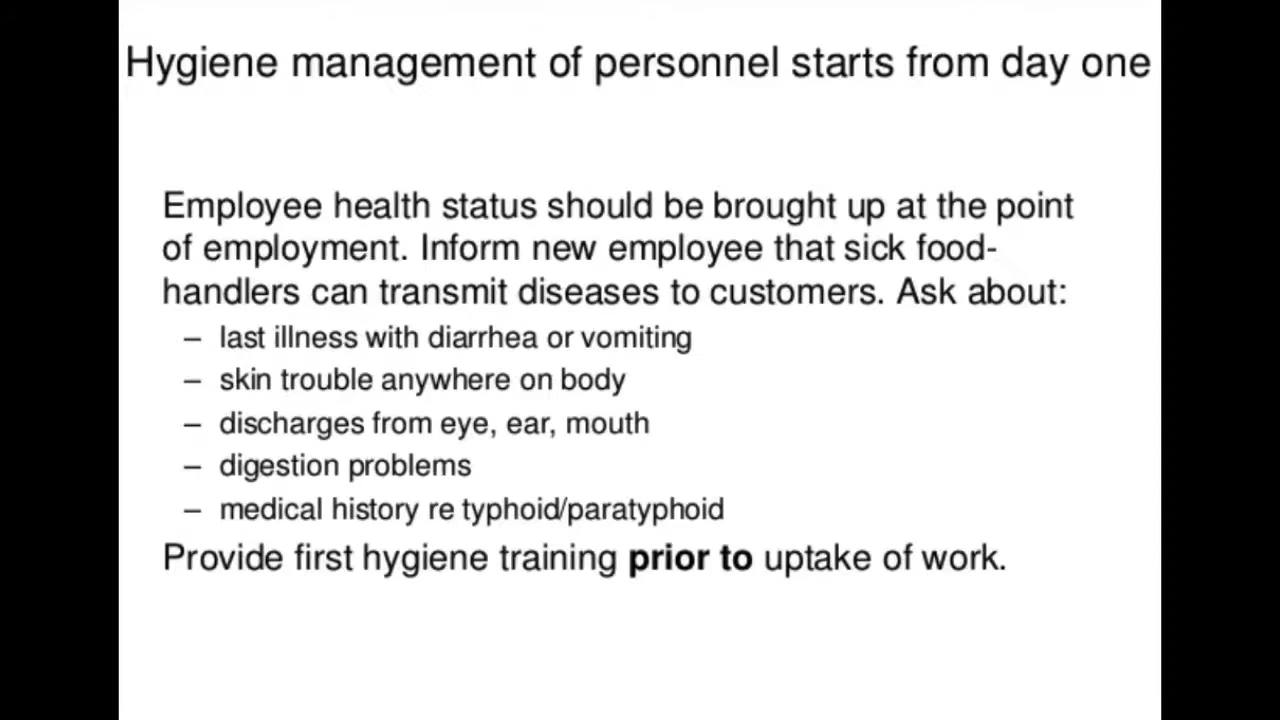 Hygiene management of personnel starts from day one
Employee health status should be brought up at the point
of employment. Inform new employee that sick food-
handlers can transmit diseases to customers. Ask about:
– last illness with diarrhea or vomiting
– skin trouble anywhere on body
– discharges from eye, ear, mouth
– digestion problems
– medical history re typhoid/paratyphoid
Provide first hygiene training prior to uptake of work.